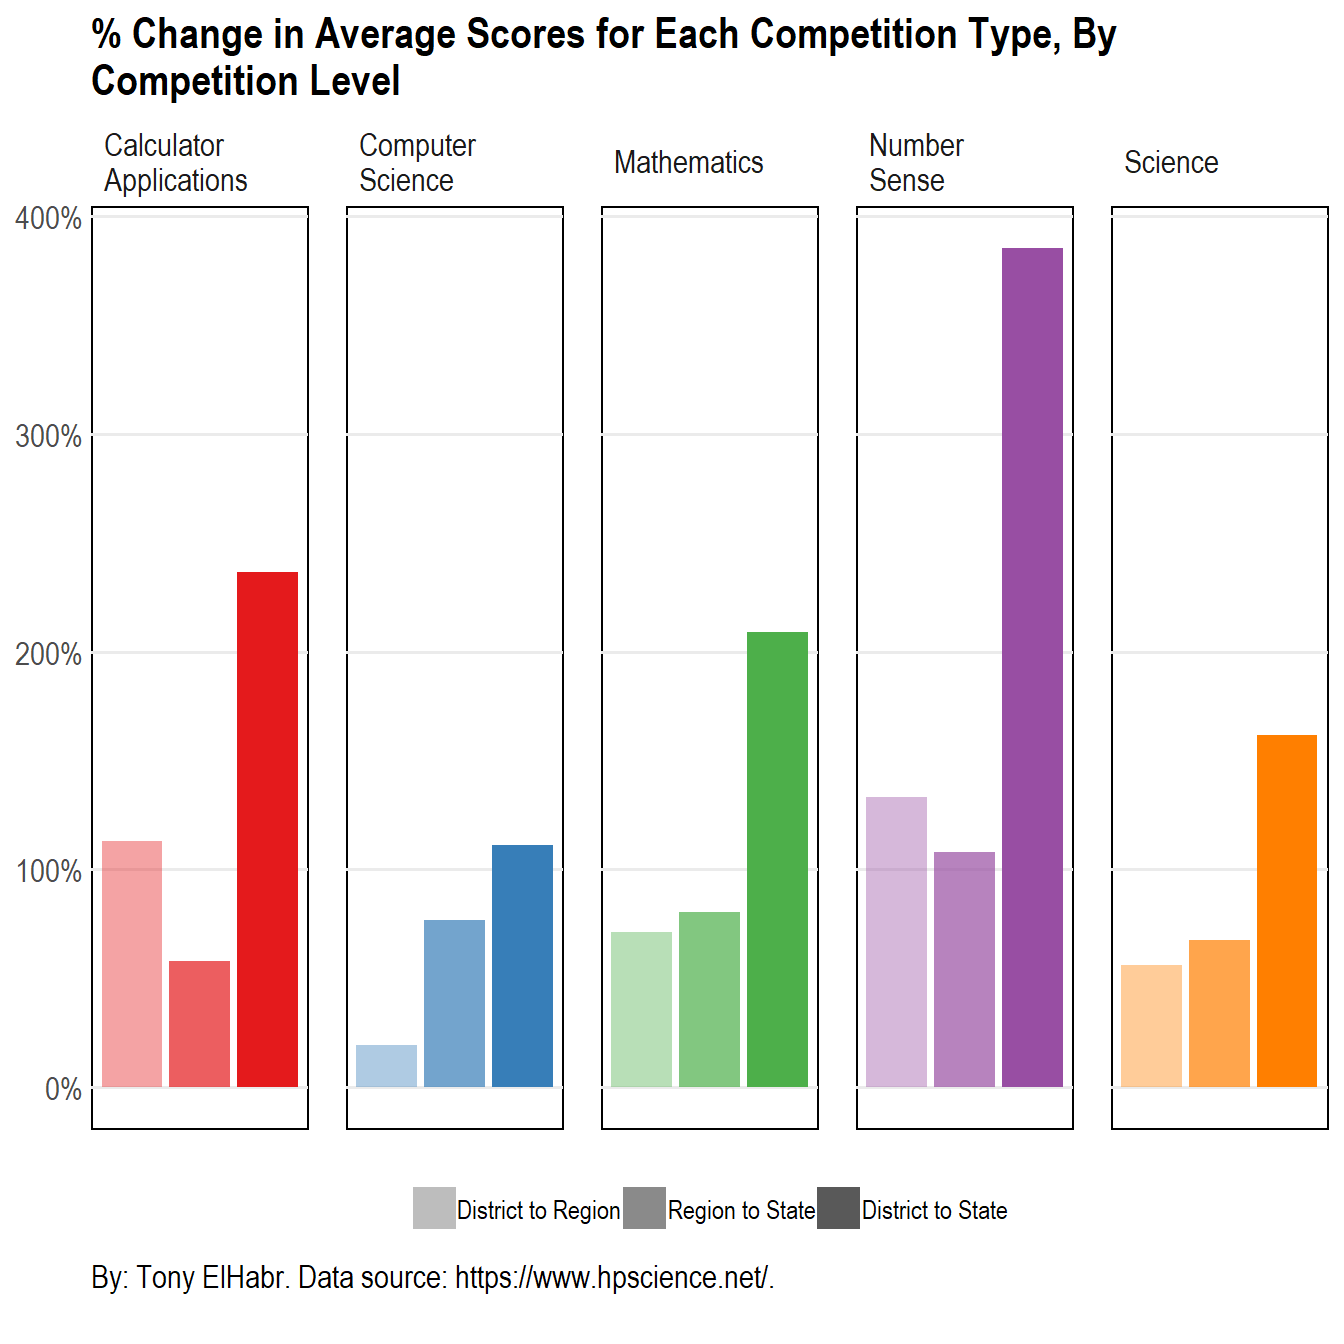 % Change in Average Scores for Each Competition Type, By
Competition Level
Calculator
Applications
Computer
Science
Mathematics
Number
Sense
Science
400%
300%
200%
100%
0%
District to Region
Region to State
District to State
By: Tony ElHabr. Data source: https://www.hpscience.net/.